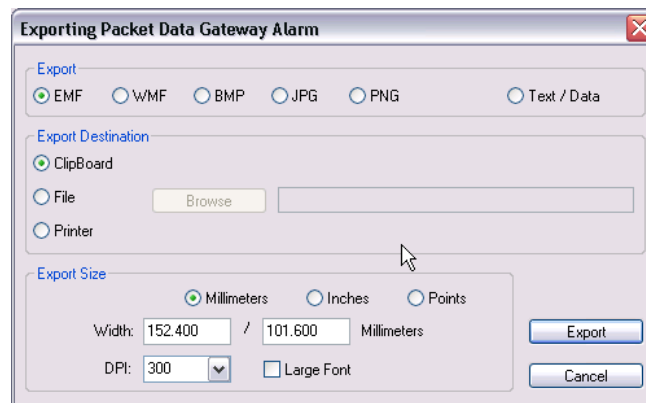 Exporting Packet Data Gateway Alarm
Export
EMF WMF BMP JPG PNG Text / Data
Export Destination
ClipBoard
File Browse
Printer
Export Size
Millimeters Inches Points
Width: 152.400 / 101.600 Millimeters
DPI: 300 Large Font
Export
Cancel